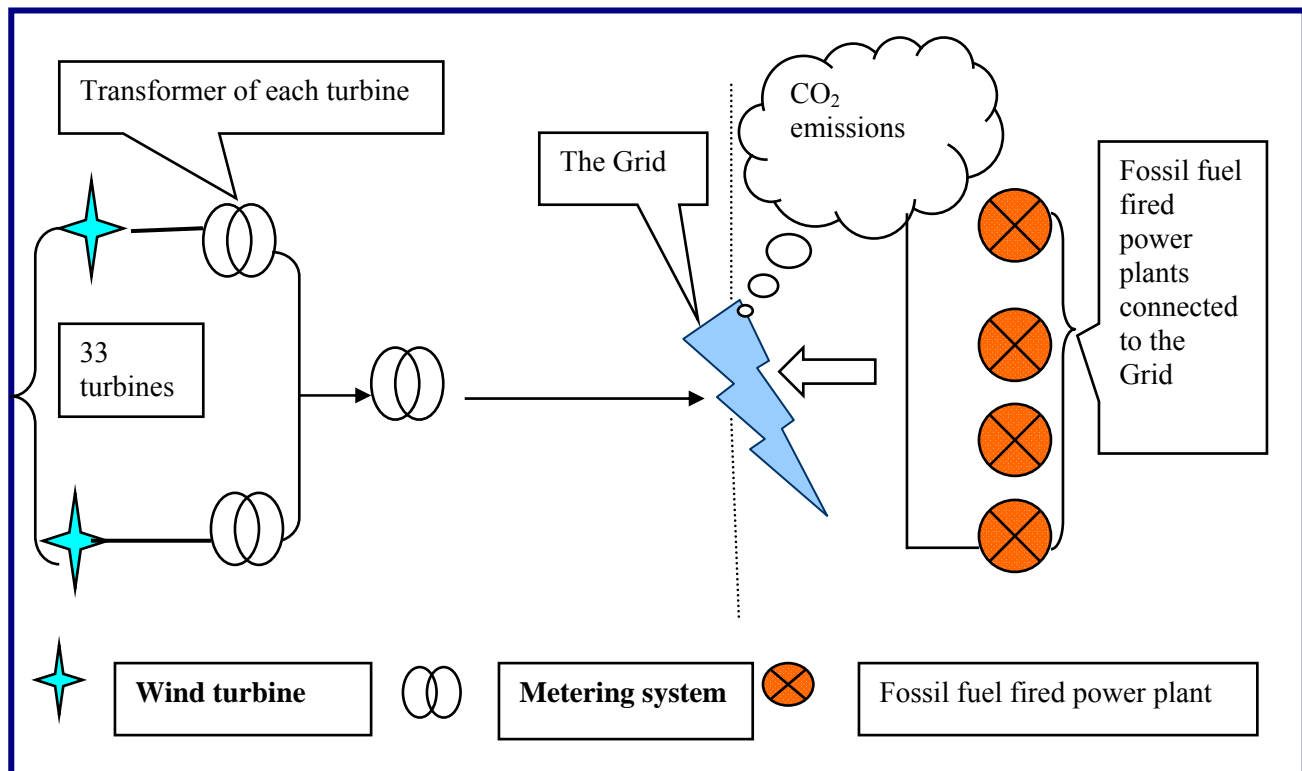 Transformer of each turbine
CO₂
emissions
The Grid
Fossil fuel
fired
power
plants
connected
to the
Grid
33
turbines
Wind turbine
Metering system
Fossil fuel fired power plant